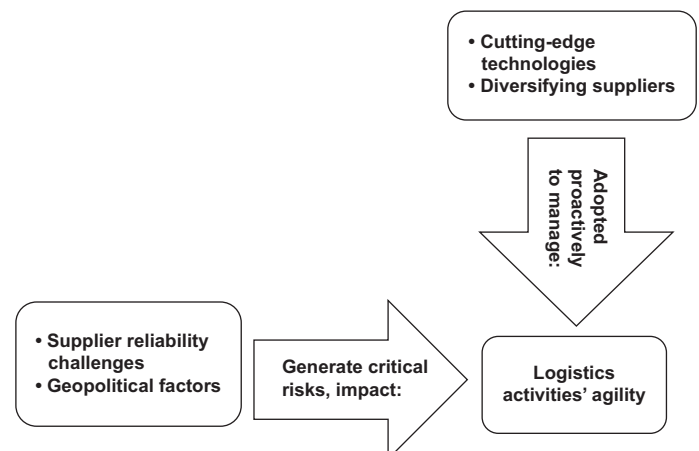 • Cutting-edge
technologies
• Diversifying suppliers
Adopted
proactively
to manage:
• Supplier reliability
challenges
• Geopolitical factors
Generate critical
risks, impact:
Logistics
activities’ agility